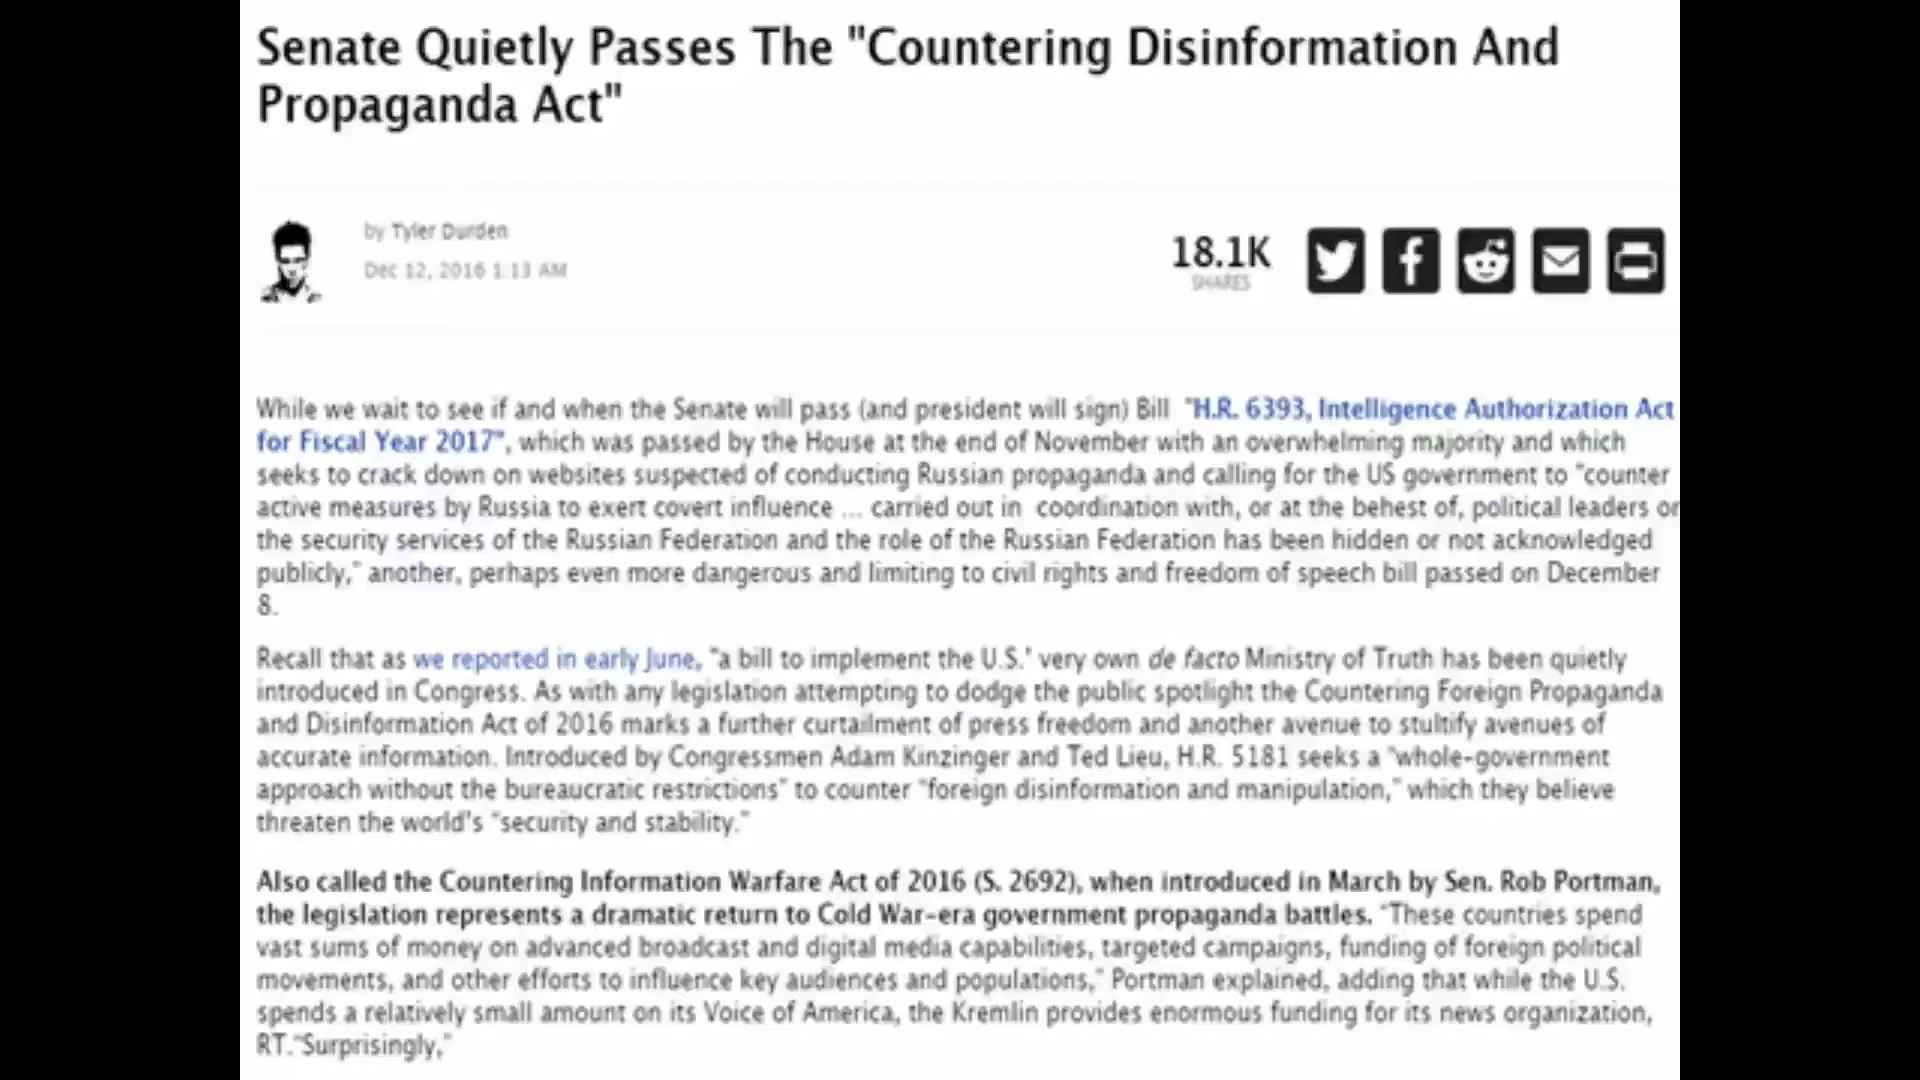 Senate Quietly Passes The "Countering Disinformation And
Propaganda Act"
by Tyler Durden
Dec 12, 2016 1:13 AM
18.1K
SHARES
While we wait to see if and when the Senate will pass (and president will sign) Bill "H.R. 6393, Intelligence Authorization Act
for Fiscal Year 2017", which was passed by the House at the end of November with an overwhelming majority and which
seeks to crack down on websites suspected of conducting Russian propaganda and calling for the US government to "counter
active measures by Russia to exert covert influence ... carried out in coordination with, or at the behest of, political leaders or
the security services of the Russian Federation and the role of the Russian Federation has been hidden or not acknowledged
publicly," another, perhaps even more dangerous and limiting to civil rights and freedom of speech bill passed on December
8.
Recall that as we reported in early June, "a bill to implement the U.S.' very own de facto Ministry of Truth has been quietly
introduced in Congress. As with any legislation attempting to dodge the public spotlight the Countering Foreign Propaganda
and Disinformation Act of 2016 marks a further curtailment of press freedom and another avenue to stultify avenues of
accurate information. Introduced by Congressmen Adam Kinzinger and Ted Lieu, H.R. 5181 seeks a "whole-government
approach without the bureaucratic restrictions" to counter "foreign disinformation and manipulation," which they believe
threaten the world's "security and stability."
Also called the Countering Information Warfare Act of 2016 (S. 2692), when introduced in March by Sen. Rob Portman,
the legislation represents a dramatic return to Cold War-era government propaganda battles. "These countries spend
vast sums of money on advanced broadcast and digital media capabilities, targeted campaigns, funding of foreign political
movements, and other efforts to influence key audiences and populations," Portman explained, adding that while the U.S.
spends a relatively small amount on its Voice of America, the Kremlin provides enormous funding for its news organization,
RT."Surprisingly,"